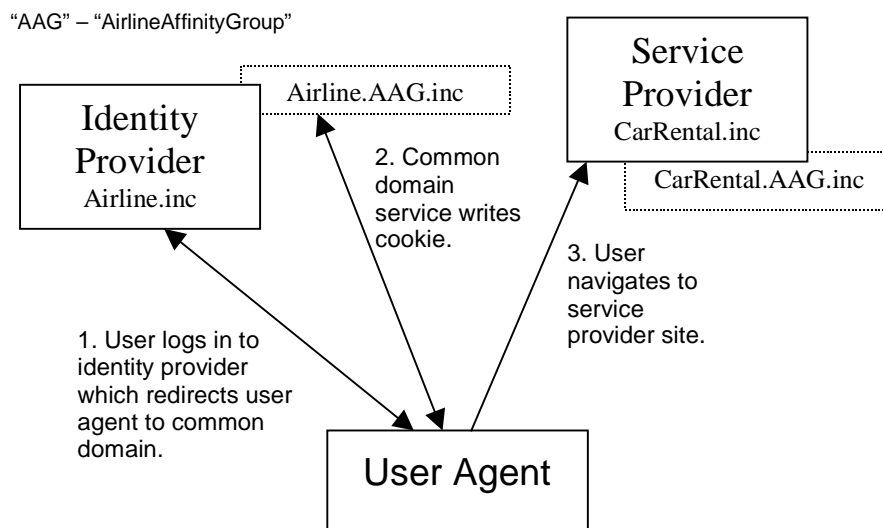 “AAG” – “AirlineAffinityGroup”
Identity
Provider
Airline.inc
Airline.AAG.inc
Service
Provider
CarRental.inc
CarRental.AAG.inc
2. Common
domain
service writes
cookie.
3. User
navigates to
service
provider site.
1. User logs in to
identity provider
which redirects user
agent to common
domain.
User Agent